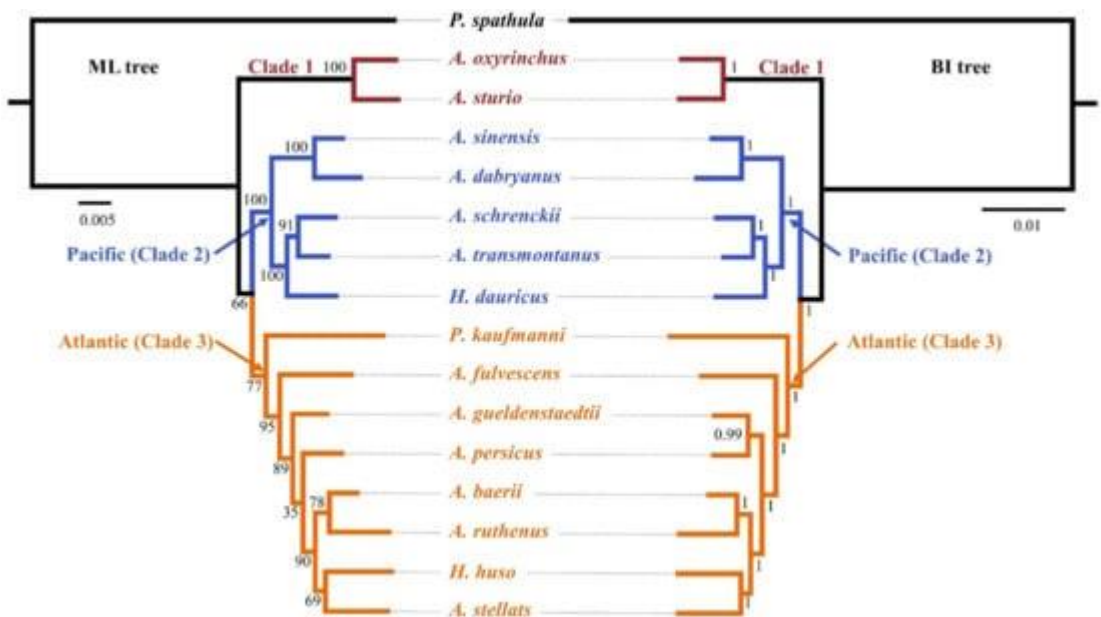 P. spathula
ML tree
Clade 1 100
A. oxyrinchus
1 Clade 1
BI tree
A. sturio
100
A. sinensis
1
A. dabryanus
0.005
100
1
0.01
91
A. schrenckii
1
Pacific (Clade 2)
A. transmontanus
Pacific (Clade 2)
100
1
66
H. dauricus
1
Atlantic (Clade 3)
P. kaufmanni
Atlantic (Clade 3)
77
A. fulvescens
1
95
A. gueldenstaedtii
0.99
1
89
A. persicus
35
78
A. baerii
1
1
A. ruthenus
90
H. huso
1
69
A. stellats
1